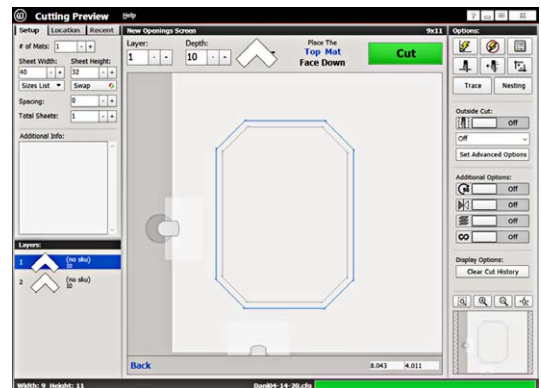 Cutting Preview Help
Setup Location Recent
# of Mats: 1 - +
Sheet Width: Sheet Height:
40 - + 32 - +
Sizes List Swap
Spacing: 0 - +
Total Sheets: 1 - +
Additional Info:
Layers:
1 (no sku)
10
2 (no sku)
10
New Openings Screen 9x11
Layer: Depth:
1 - - 10 - -
Place The
Top Mat
Face Down
Cut
Back
8.043 4.011
Options:
Trace Nesting
Outside Cut:
Off
Off
Set Advanced Options
Additional Options:
Off
Off
Off
Off
Display Options:
Clear Cut History
Width: 9 Height: 11 Dani04-14-20.cfg